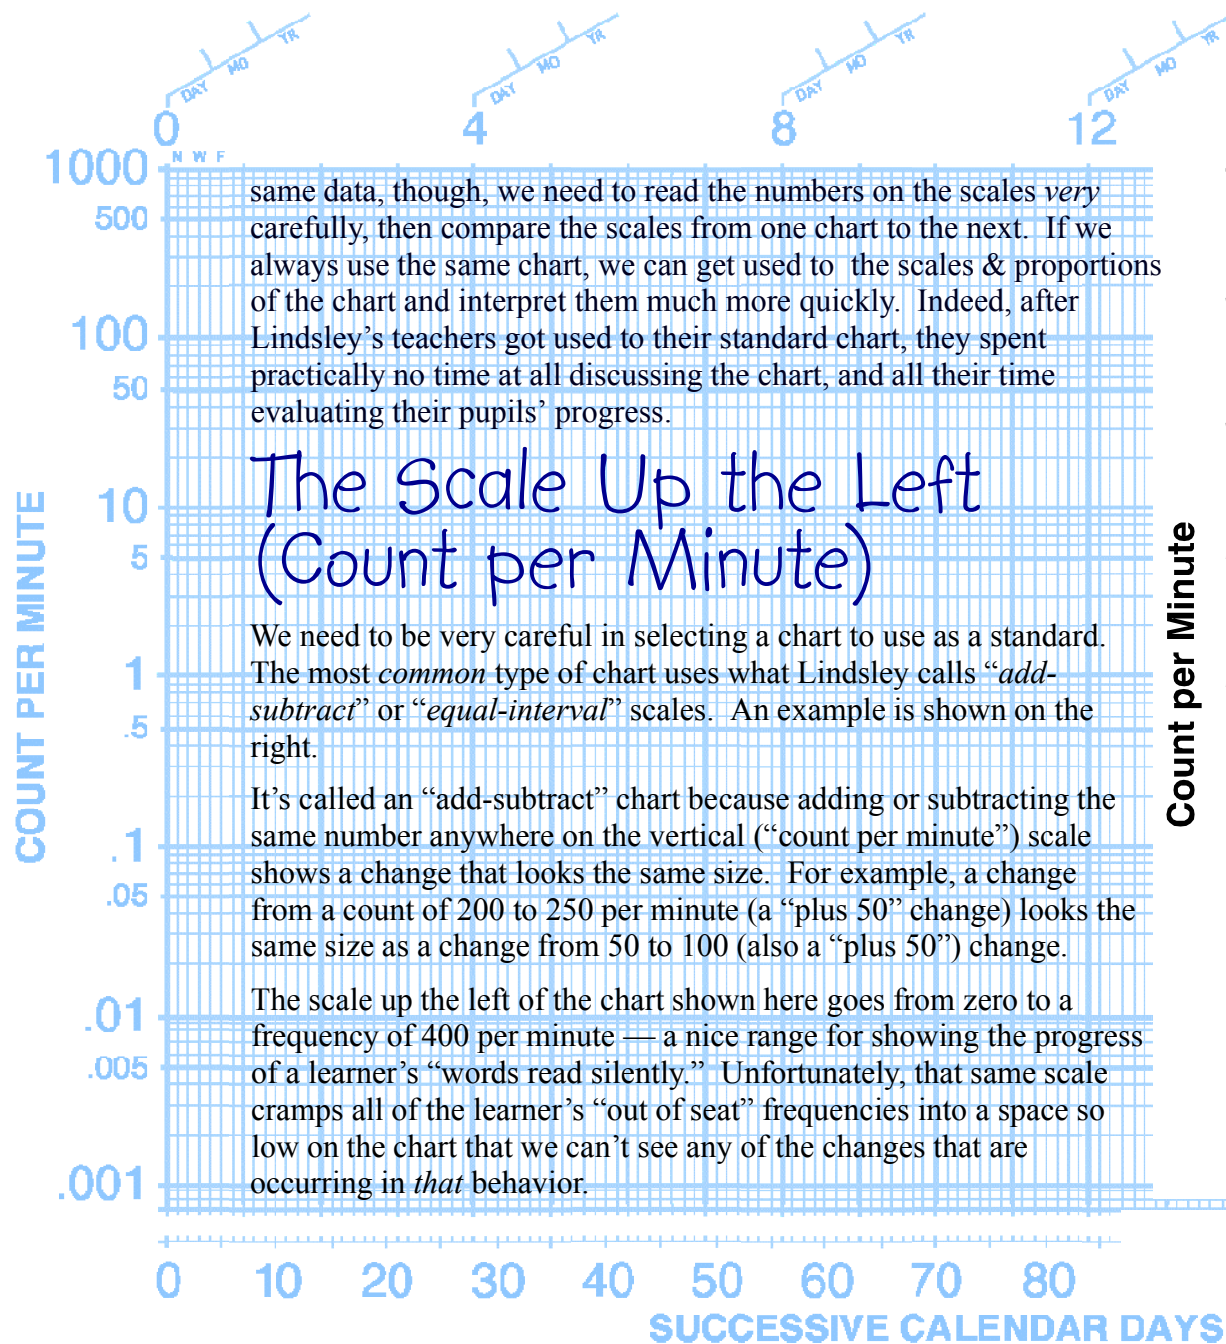 DAY MO YR DAY MO YR DAY MO YR DAY MO YR
0 4 8 12
N W F
1000
500
100
50
10
5
1
.5
.1
.05
.01
.005
.001
COUNT PER MINUTE
same data, though, we need to read the numbers on the scales very
carefully, then compare the scales from one chart to the next. If we
always use the same chart, we can get used to the scales & proportions
of the chart and interpret them much more quickly. Indeed, after
Lindsley’s teachers got used to their standard chart, they spent
practically no time at all discussing the chart, and all their time
evaluating their pupils’ progress.
The Scale Up the Left
(Count per Minute)
We need to be very careful in selecting a chart to use as a standard.
The most common type of chart uses what Lindsley calls “add-
subtract” or “equal-interval” scales. An example is shown on the
right.
It’s called an “add-subtract” chart because adding or subtracting the
same number anywhere on the vertical (“count per minute”) scale
shows a change that looks the same size. For example, a change
from a count of 200 to 250 per minute (a “plus 50” change) looks the
same size as a change from 50 to 100 (also a “plus 50”) change.
The scale up the left of the chart shown here goes from zero to a
frequency of 400 per minute — a nice range for showing the progress
of a learner’s “words read silently.” Unfortunately, that same scale
cramps all of the learner’s “out of seat” frequencies into a space so
low on the chart that we can’t see any of the changes that are
occurring in that behavior.
Count per Minute
0 10 20 30 40 50 60 70 80
SUCCESSIVE CALENDAR DAYS